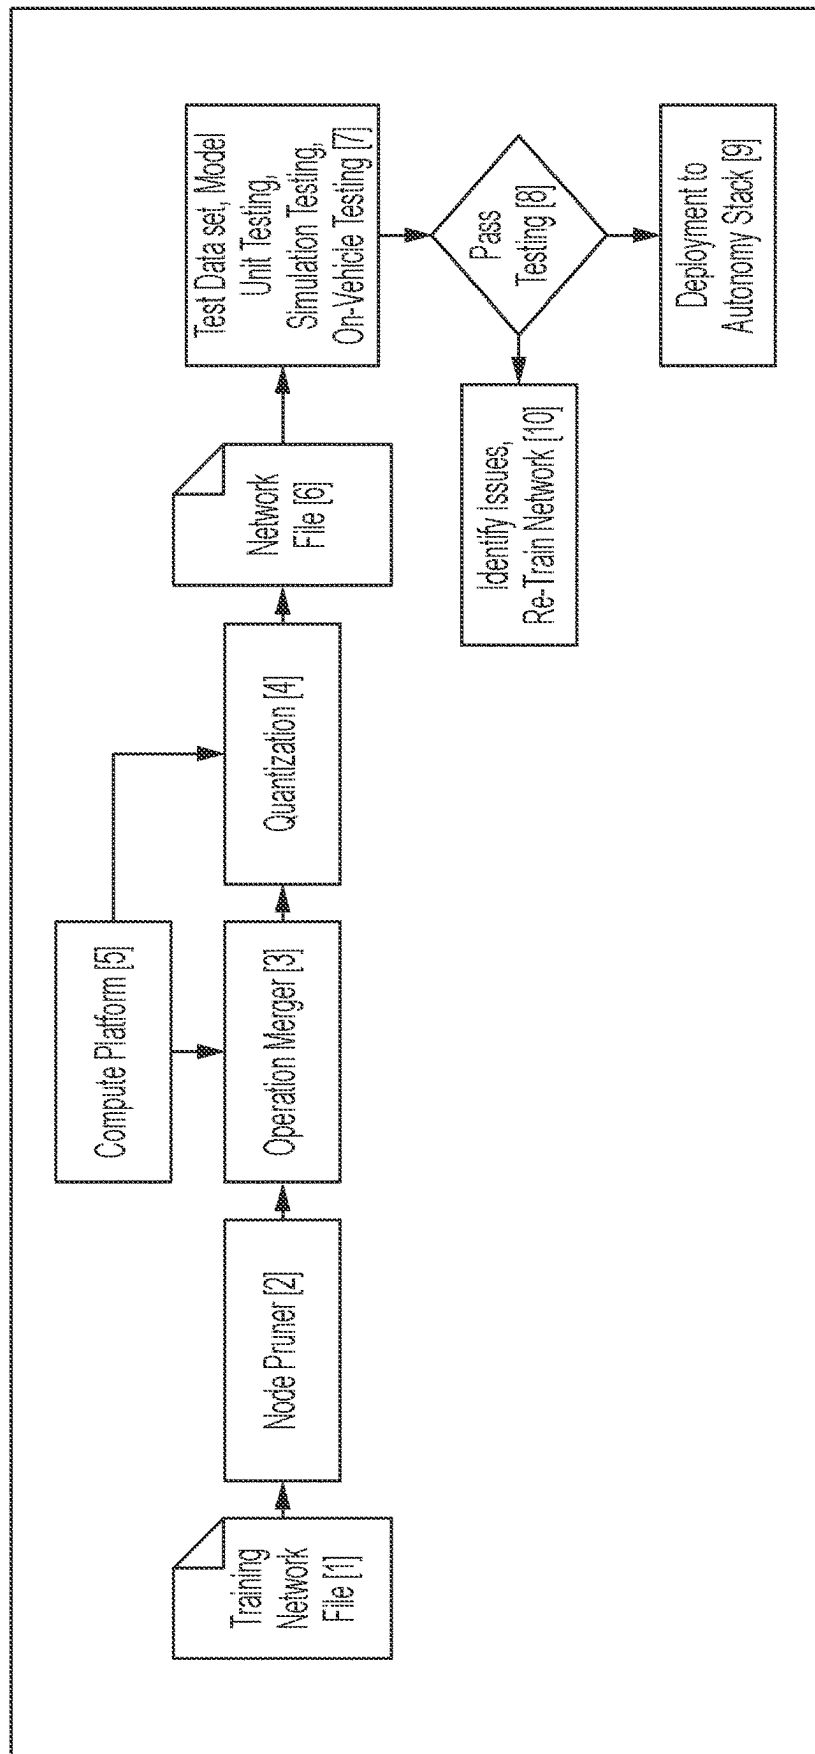 Training
Network
File [1]
Node Pruner [2]
Compute Platform [5]
Operation Merger [3]
Quantization [4]
Network
File [6]
Test Data set, Model
Unit Testing,
Simulation Testing,
On-Vehicle Testing [7]
Pass
Testing [8]
Identify issues,
Re-Train Network [10]
Deployment to
Autonomy Stack [9]